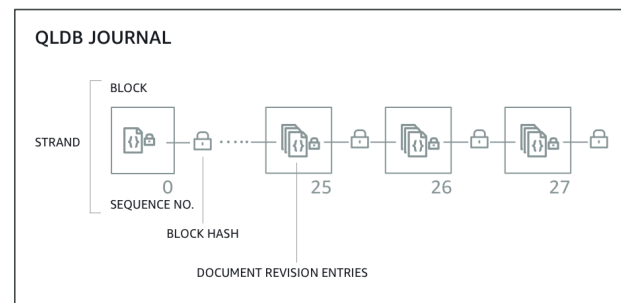 QLDB JOURNAL
BLOCK
STRAND
{} {} {} {}
0 25 26 27
SEQUENCE NO.
BLOCK HASH
DOCUMENT REVISION ENTRIES